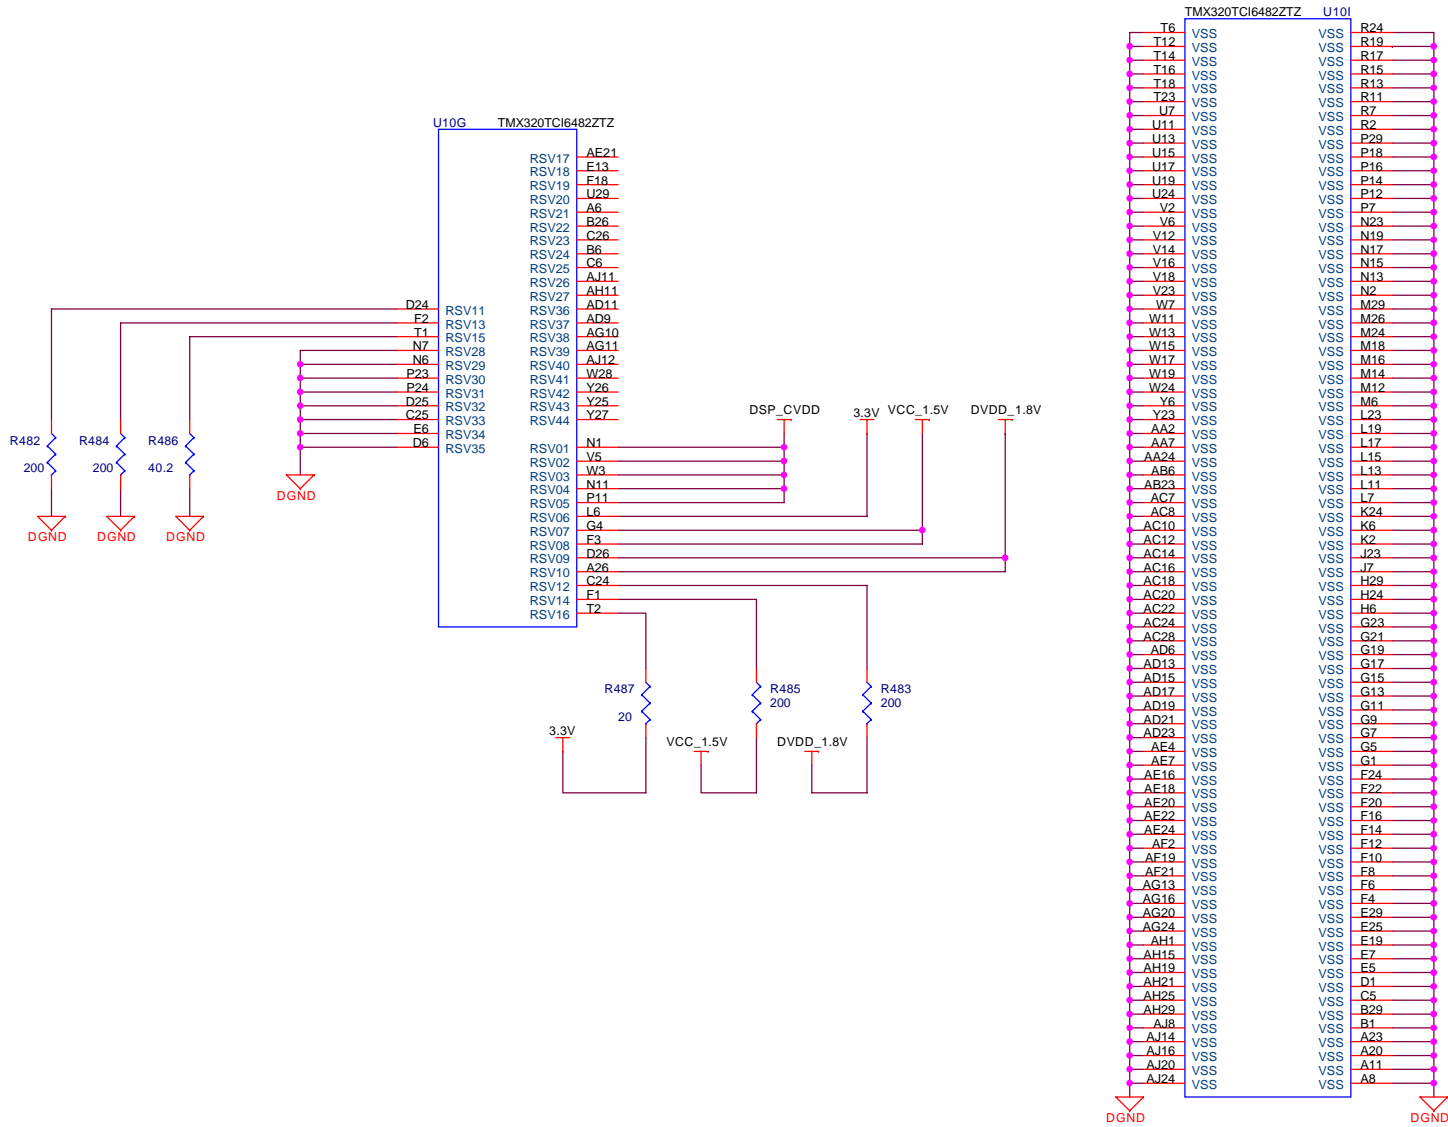 TMX320TCI6482ZTZ U10I
U10G TMX320TCI6482ZTZ
RSV17 AE21
RSV18 E13
RSV19 F18
RSV20 U29
RSV21 A6
RSV22 B26
RSV23 C26
RSV24 B6
RSV25 C6
RSV26 AJ11
RSV27 AH11
RSV36 AD11
RSV37 AD9
RSV38 AG10
RSV39 AG11
RSV40 AJ12
RSV41 W28
RSV42 Y26
RSV43 Y25
RSV44 Y27
D24 RSV11
F2 RSV13
T1 RSV15
N7 RSV28
N6 RSV29
P23 RSV30
P24 RSV31
D25 RSV32
C25 RSV33
E6 RSV34
D6 RSV35
RSV01 N1
RSV02 V5
RSV03 W3
RSV04 N11
RSV05 P11
RSV06 L6
RSV07 G4
RSV08 F3
RSV09 D26
RSV10 A26
RSV12 C24
RSV14 F1
RSV16 T2
DSP_CVDD 3.3V VCC_1.5V DVDD_1.8V
R482 R484 R486
200 200 40.2
DGND
DGND DGND DGND
R487 R485 R483
20 200 200
3.3V VCC_1.5V DVDD_1.8V
T6 VSS VSS R24
T12 VSS VSS R19
T14 VSS VSS R17
T16 VSS VSS R15
T18 VSS VSS R13
T23 VSS VSS R11
U7 VSS VSS R7
U11 VSS VSS R2
U13 VSS VSS P29
U15 VSS VSS P18
U17 VSS VSS P16
U19 VSS VSS P14
U24 VSS VSS P12
V2 VSS VSS P7
V6 VSS VSS N23
V12 VSS VSS N19
V14 VSS VSS N17
V16 VSS VSS N15
V18 VSS VSS N13
V23 VSS VSS N2
W7 VSS VSS M29
W11 VSS VSS M26
W13 VSS VSS M24
W15 VSS VSS M18
W17 VSS VSS M16
W19 VSS VSS M14
W24 VSS VSS M12
Y6 VSS VSS M6
Y23 VSS VSS L23
AA2 VSS VSS L19
AA7 VSS VSS L17
AA24 VSS VSS L15
AB6 VSS VSS L13
AB23 VSS VSS L11
AC7 VSS VSS L7
AC8 VSS VSS K24
AC10 VSS VSS K6
AC12 VSS VSS K2
AC14 VSS VSS J23
AC16 VSS VSS J7
AC18 VSS VSS H29
AC20 VSS VSS H24
AC22 VSS VSS H6
AC24 VSS VSS G23
AC28 VSS VSS G21
AD6 VSS VSS G19
AD13 VSS VSS G17
AD15 VSS VSS G15
AD17 VSS VSS G13
AD19 VSS VSS G11
AD21 VSS VSS G9
AD23 VSS VSS G7
AE4 VSS VSS G5
AE7 VSS VSS G1
AE16 VSS VSS F24
AE18 VSS VSS F22
AE20 VSS VSS F20
AE22 VSS VSS F16
AE24 VSS VSS F14
AF2 VSS VSS F12
AF19 VSS VSS F10
AF21 VSS VSS F8
AG13 VSS VSS F6
AG16 VSS VSS F4
AG20 VSS VSS E29
AG24 VSS VSS E25
AH1 VSS VSS E19
AH15 VSS VSS E7
AH19 VSS VSS E5
AH21 VSS VSS D1
AH25 VSS VSS C5
AH29 VSS VSS B29
AJ8 VSS VSS B1
AJ14 VSS VSS A23
AJ16 VSS VSS A20
AJ20 VSS VSS A11
AJ24 VSS VSS A8
DGND DGND